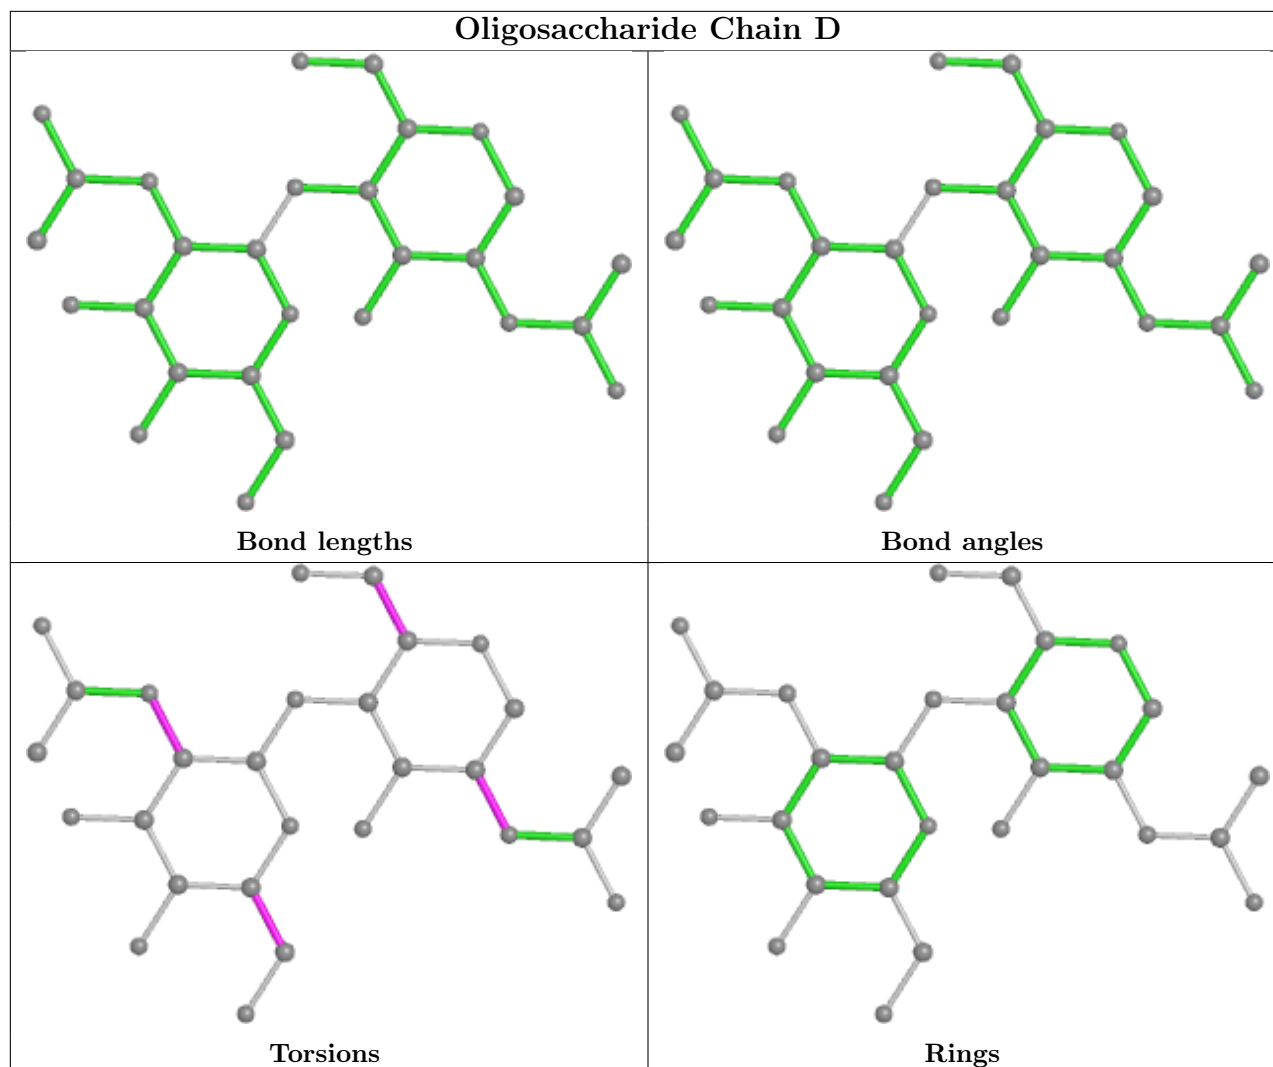 Oligosaccharide Chain D
Bond lengths
Bond angles
Torsions
Rings